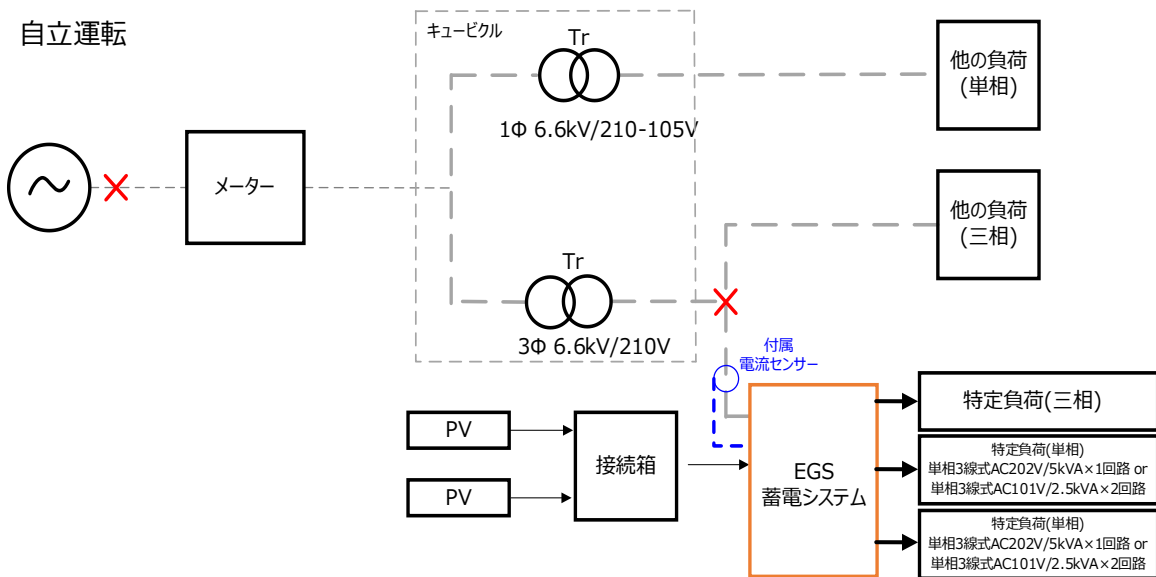 自立運転
キュービクル
Tr
1Φ 6.6kV/210-105V
他の負荷
(単相)
メーター
他の負荷
(三相)
Tr
3Φ 6.6kV/210V
付属
電流センサー
PV
PV
接続箱
EGS
蓄電システム
特定負荷(三相)
特定負荷(単相)
単相3線式AC202V/5kVA×1回路 or
単相3線式AC101V/2.5kVA×2回路
特定負荷(単相)
単相3線式AC202V/5kVA×1回路 or
単相3線式AC101V/2.5kVA×2回路